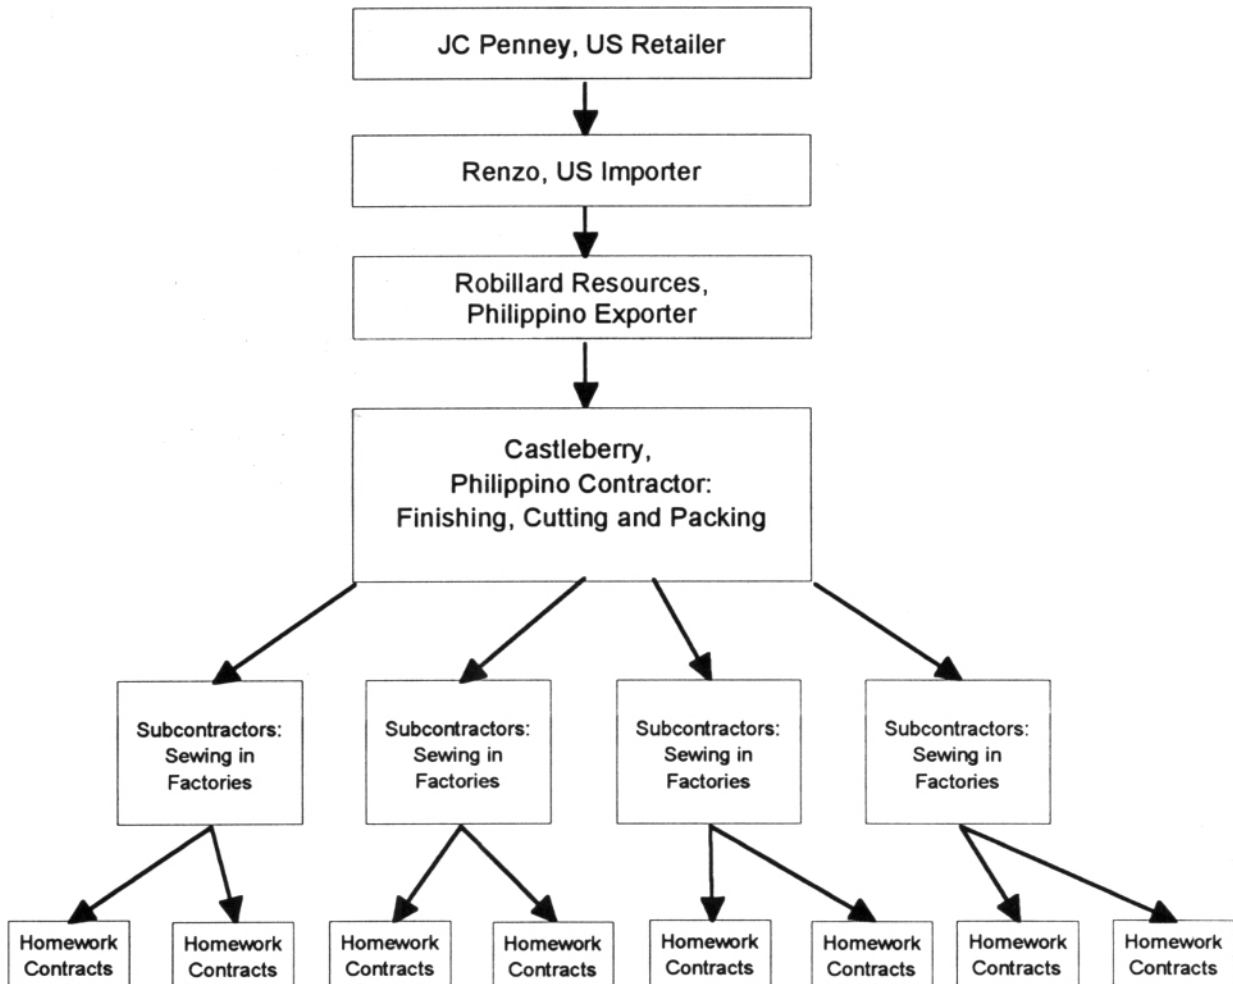 JC Penney, US Retailer
Renzo, US Importer
Robillard Resources,
Philippino Exporter
Castleberry,
Philippino Contractor:
Finishing, Cutting and Packing
Subcontractors:
Sewing in
Factories
Subcontractors:
Sewing in
Factories
Subcontractors:
Sewing in
Factories
Subcontractors:
Sewing in
Factories
Homework
Contracts
Homework
Contracts
Homework
Contracts
Homework
Contracts
Homework
Contracts
Homework
Contracts
Homework
Contracts
Homework
Contracts